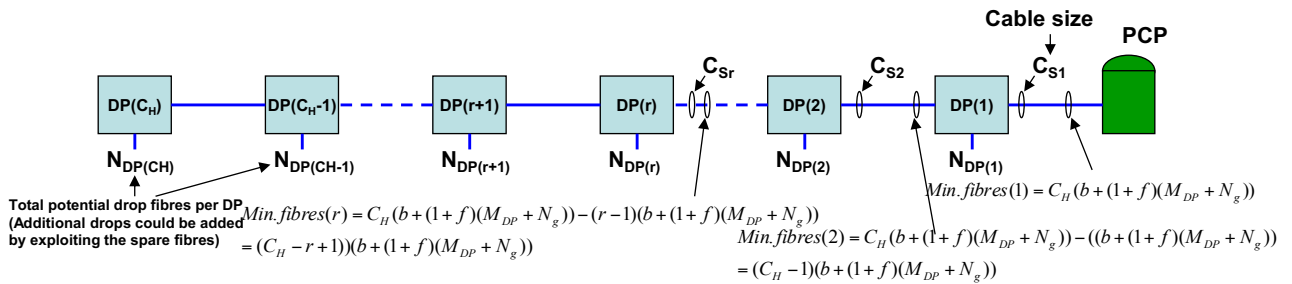 Cable size
PCP
C_Sr
C_S2
C_S1
DP(C_H)
DP(C_H-1)
DP(r+1)
DP(r)
DP(2)
DP(1)
N_DP(CH)
N_DP(CH-1)
N_DP(r+1)
N_DP(r)
N_DP(2)
N_DP(1)
Total potential drop fibres per DP
(Additional drops could be added
by exploiting the spare fibres)
Min.fibres(1) = C_H(b+(1+f)(M_DP+N_g))
Min.fibres(r) = C_H(b+(1+f)(M_DP+N_g))-(r-1)(b+(1+f)(M_DP+N_g))
=(C_H-r+1))(b+(1+f)(M_DP+N_g))
Min.fibres(2) = C_H(b+(1+f)(M_DP+N_g))-((b+(1+f)(M_DP+N_g))
=(C_H-1)(b+(1+f)(M_DP+N_g))